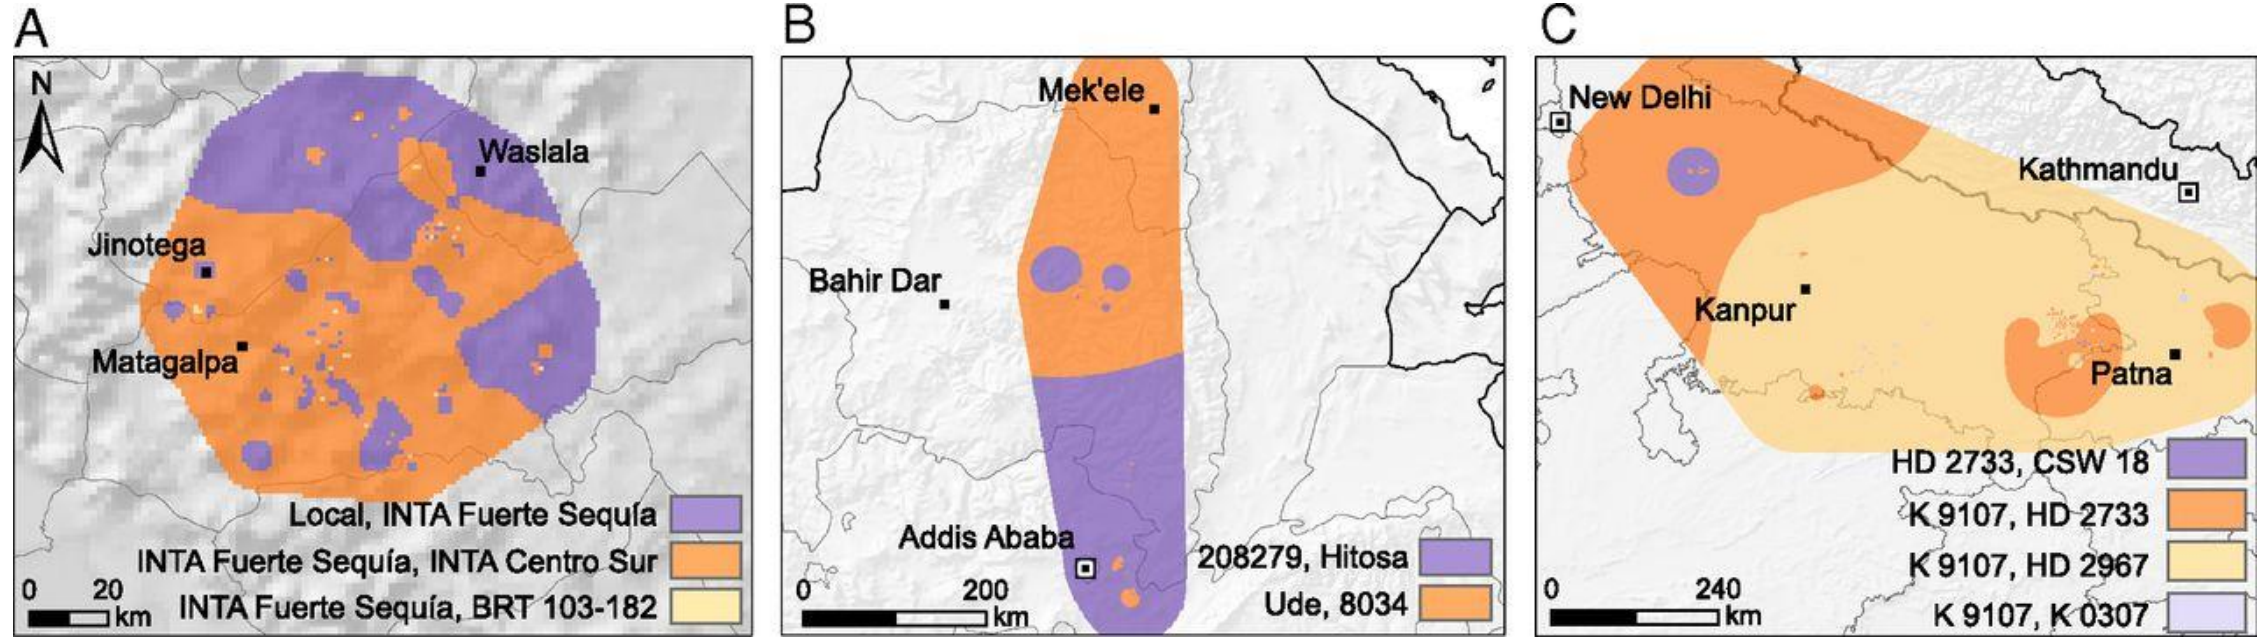 A
N
Waslala
Jinotega
Matagalpa
Local, INTA Fuerte Sequía
INTA Fuerte Sequía, INTA Centro Sur
INTA Fuerte Sequía, BRT 103-182
0 20
km
B
Mek'ele
Bahir Dar
Addis Ababa
208279, Hitosa
Ude, 8034
0 200
km
C
New Delhi
Kathmandu
Kanpur
Patna
HD 2733, CSW 18
K 9107, HD 2733
K 9107, HD 2967
K 9107, K 0307
0 240
km